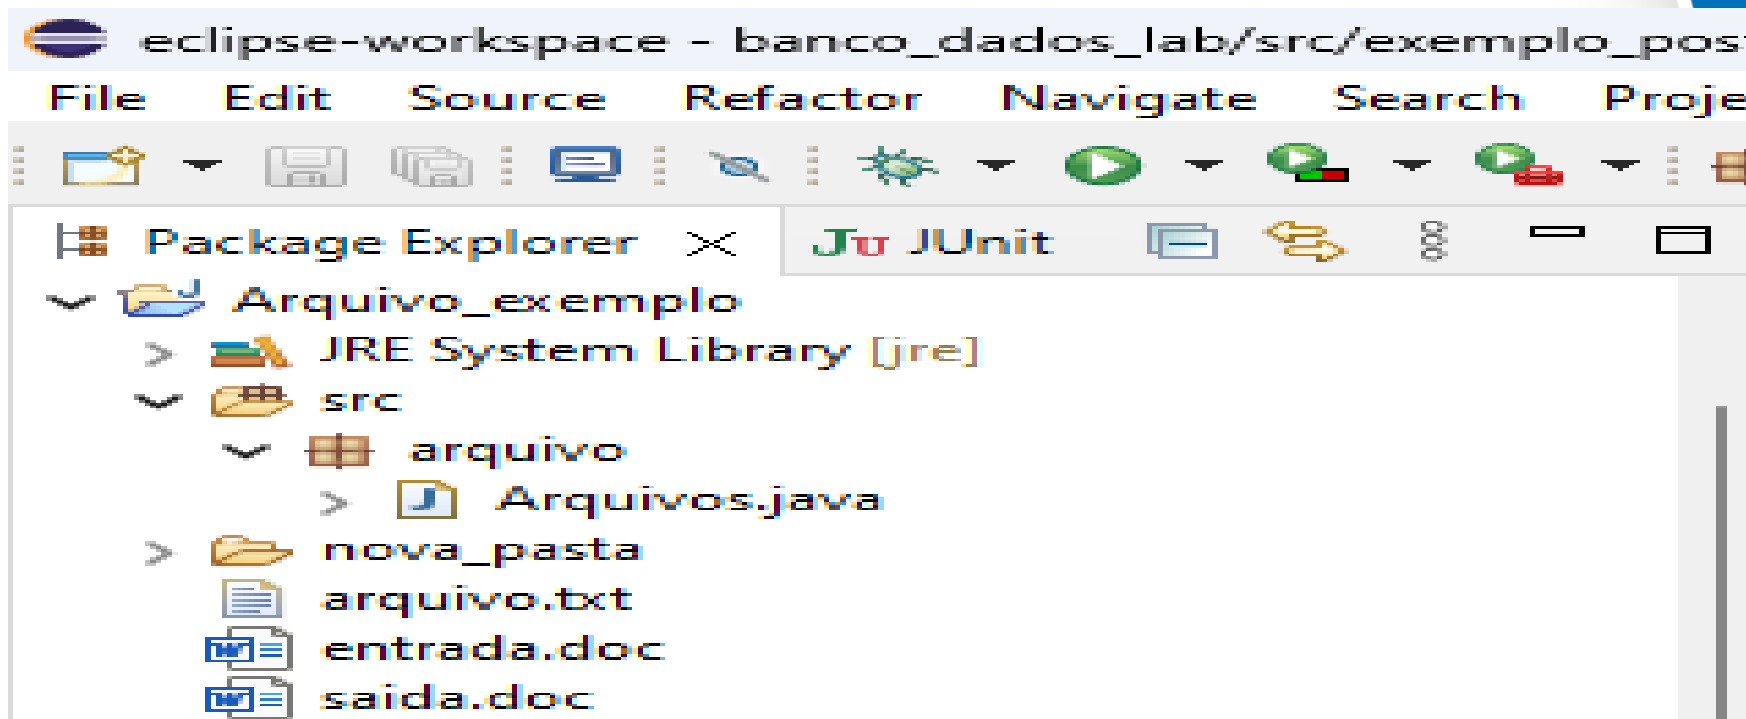 eclipse-workspace - banco_dados_lab/src/exemplo_pos
File Edit Source Refactor Navigate Search Proje
Package Explorer JUnit
Arquivo_exemplo
JRE System Library [jre]
src
arquivo
Arquivos.java
nova_pasta
arquivo.txt
entrada.doc
saida.doc